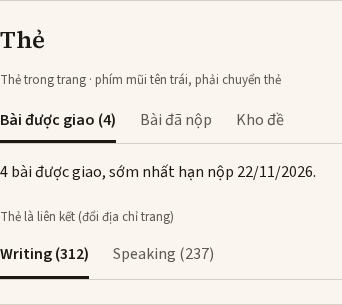 Thẻ
Thẻ trong trang · phím mũi tên trái, phải chuyển thẻ
Bài được giao (4) Bài đã nộp Kho đề
4 bài được giao, sớm nhất hạn nộp 22/11/2026.
Thẻ là liên kết (đổi địa chỉ trang)
Writing (312) Speaking (237)